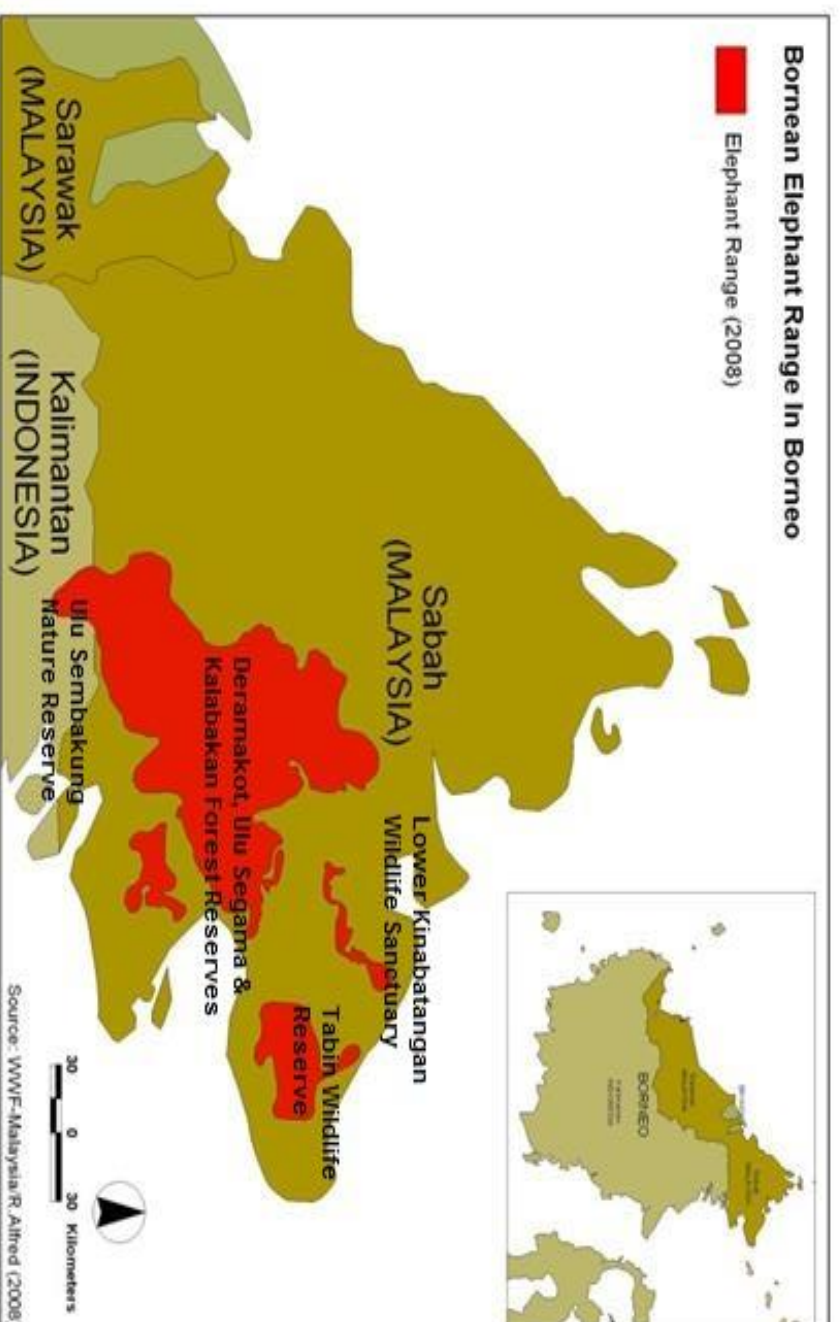 Bornean Elephant Range In Borneo
Elephant Range (2008)
Sabah
(MALAYSIA)
Lower Kinabatangan
Wildlife Sanctuary
Tabin Wildlife
Reserve
Deramakot, Ulu Segama &
Kalabakan Forest Reserves
Sarawak
(MALAYSIA)
Kalimantan
(INDONESIA)
Ulu Sembakung
Nature Reserve
BORNEO
30 0 30 Kilometers
Source: WWF-Malaysia/R.Alfred (2008